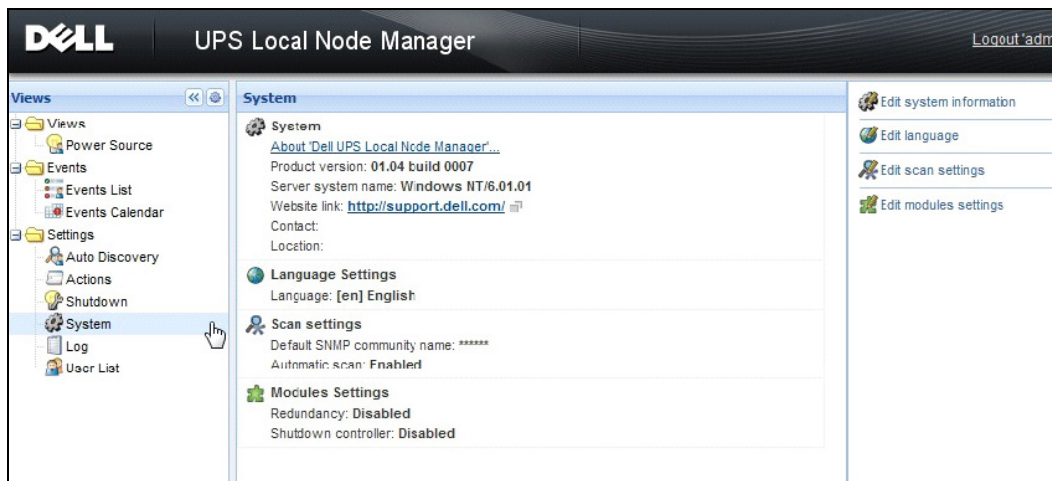 DELL
UPS Local Node Manager
Logout 'adm
Views
Views
Power Source
Events
Events List
Events Calendar
Settings
Auto Discovery
Actions
Shutdown
System
Log
User List
System
System
About 'Dell UPS Local Node Manager'...
Product version: 01.04 build 0007
Server system name: Windows NT/6.01.01
Website link: http://support.dell.com/
Contact:
Location:
Language Settings
Language: [en] English
Scan settings
Default SNMP community name: ******
Automatic scan: Enabled
Modules Settings
Redundancy: Disabled
Shutdown controller: Disabled
Edit system information
Edit language
Edit scan settings
Edit modules settings